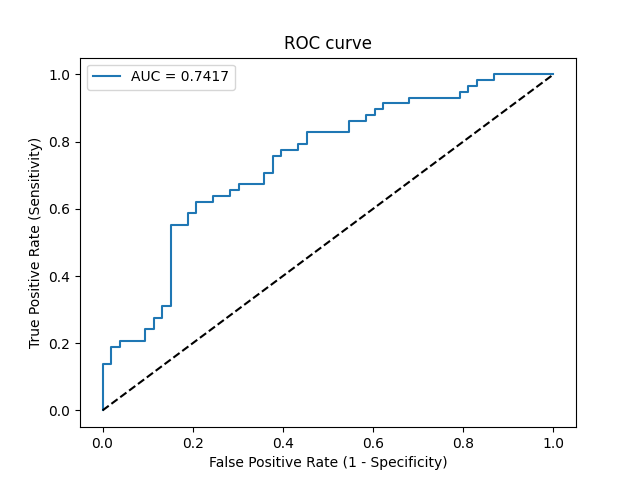 ROC curve
AUC = 0.7417
True Positive Rate (Sensitivity)
1.0
0.8
0.6
0.4
0.2
0.0
0.0 0.2 0.4 0.6 0.8 1.0
False Positive Rate (1 - Specificity)